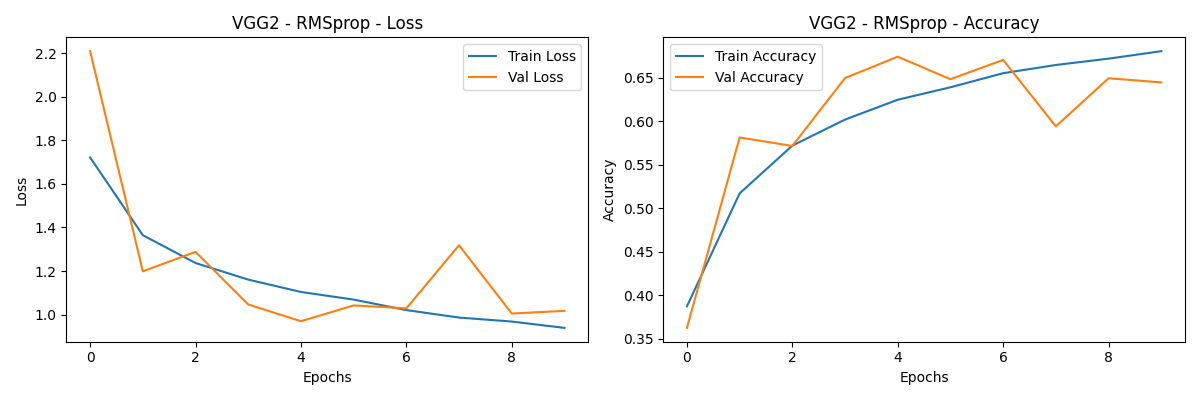 VGG2 - RMSprop - Loss
Train Loss
Val Loss
2.2
2.0
1.8
1.6
1.4
1.2
1.0
Loss
0 2 4 6 8
Epochs
VGG2 - RMSprop - Accuracy
Train Accuracy
Val Accuracy
0.65
0.60
0.55
0.50
0.45
0.40
0.35
Accuracy
0 2 4 6 8
Epochs